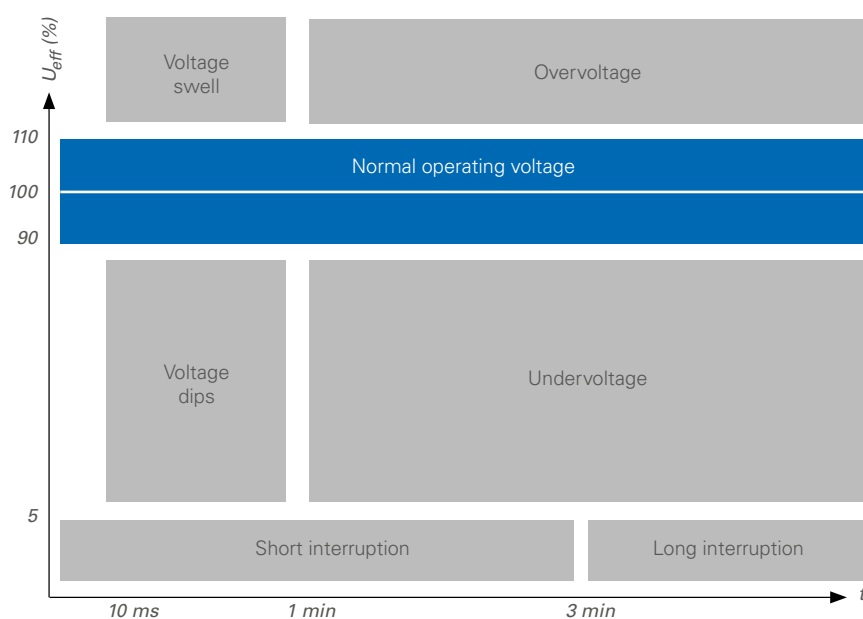 U_eff (%)
Voltage
swell
Overvoltage
110
Normal operating voltage
100
90
Voltage
dips
Undervoltage
5
Short interruption
Long interruption
t
10 ms
1 min
3 min